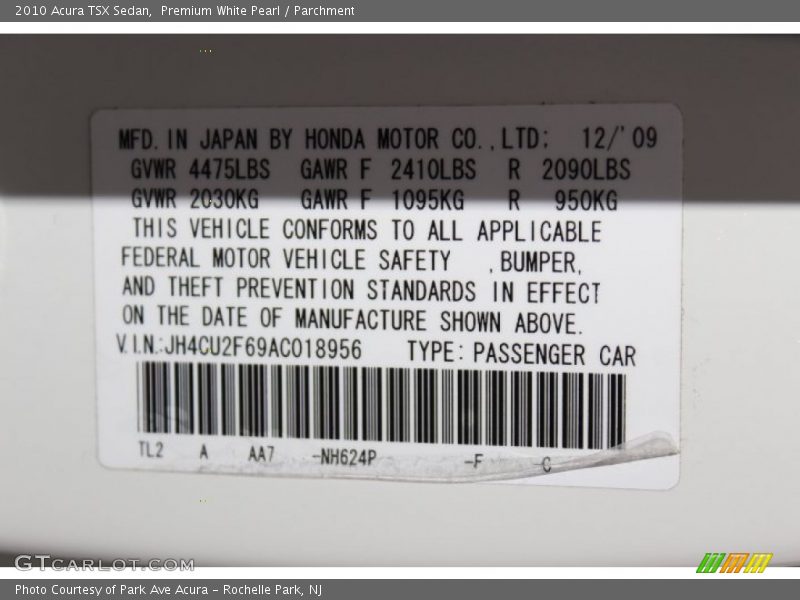 2010 Acura TSX Sedan,  Premium White Pearl / Parchment
MFD. IN JAPAN BY HONDA MOTOR CO., LTD:   12/'09
GVWR 4475LBS   GAWR F  2410LBS   R  2090LBS
GVWR 2030KG   GAWR F  1095KG   R   950KG
THIS VEHICLE CONFORMS TO ALL APPLICABLE
FEDERAL MOTOR VEHICLE SAFETY   , BUMPER,
AND THEFT PREVENTION STANDARDS IN EFFECT
ON THE DATE OF MANUFACTURE SHOWN ABOVE.
V.I.N.:JH4CU2F69AC018956   TYPE: PASSENGER CAR
TL2   A   AA7   -NH624P   -F   -C
GTCARLOT.COM
Photo Courtesy of Park Ave Acura - Rochelle Park, NJ